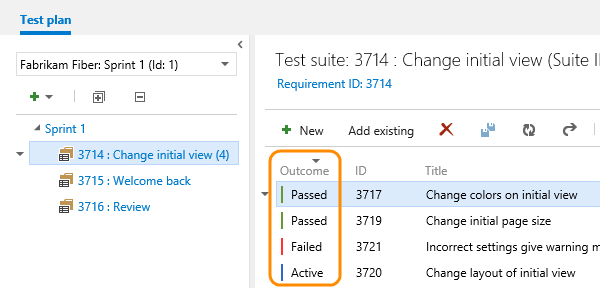 Test plan
Fabrikam Fiber: Sprint 1 (Id: 1)
Sprint 1
3714 : Change initial view (4)
3715 : Welcome back
3716 : Review
Test suite: 3714 : Change initial view (Suite I
Requirement ID: 3714
New Add existing
Outcome ID Title
Passed 3717 Change colors on initial view
Passed 3719 Change initial page size
Failed 3721 Incorrect settings give warning m
Active 3720 Change layout of initial view